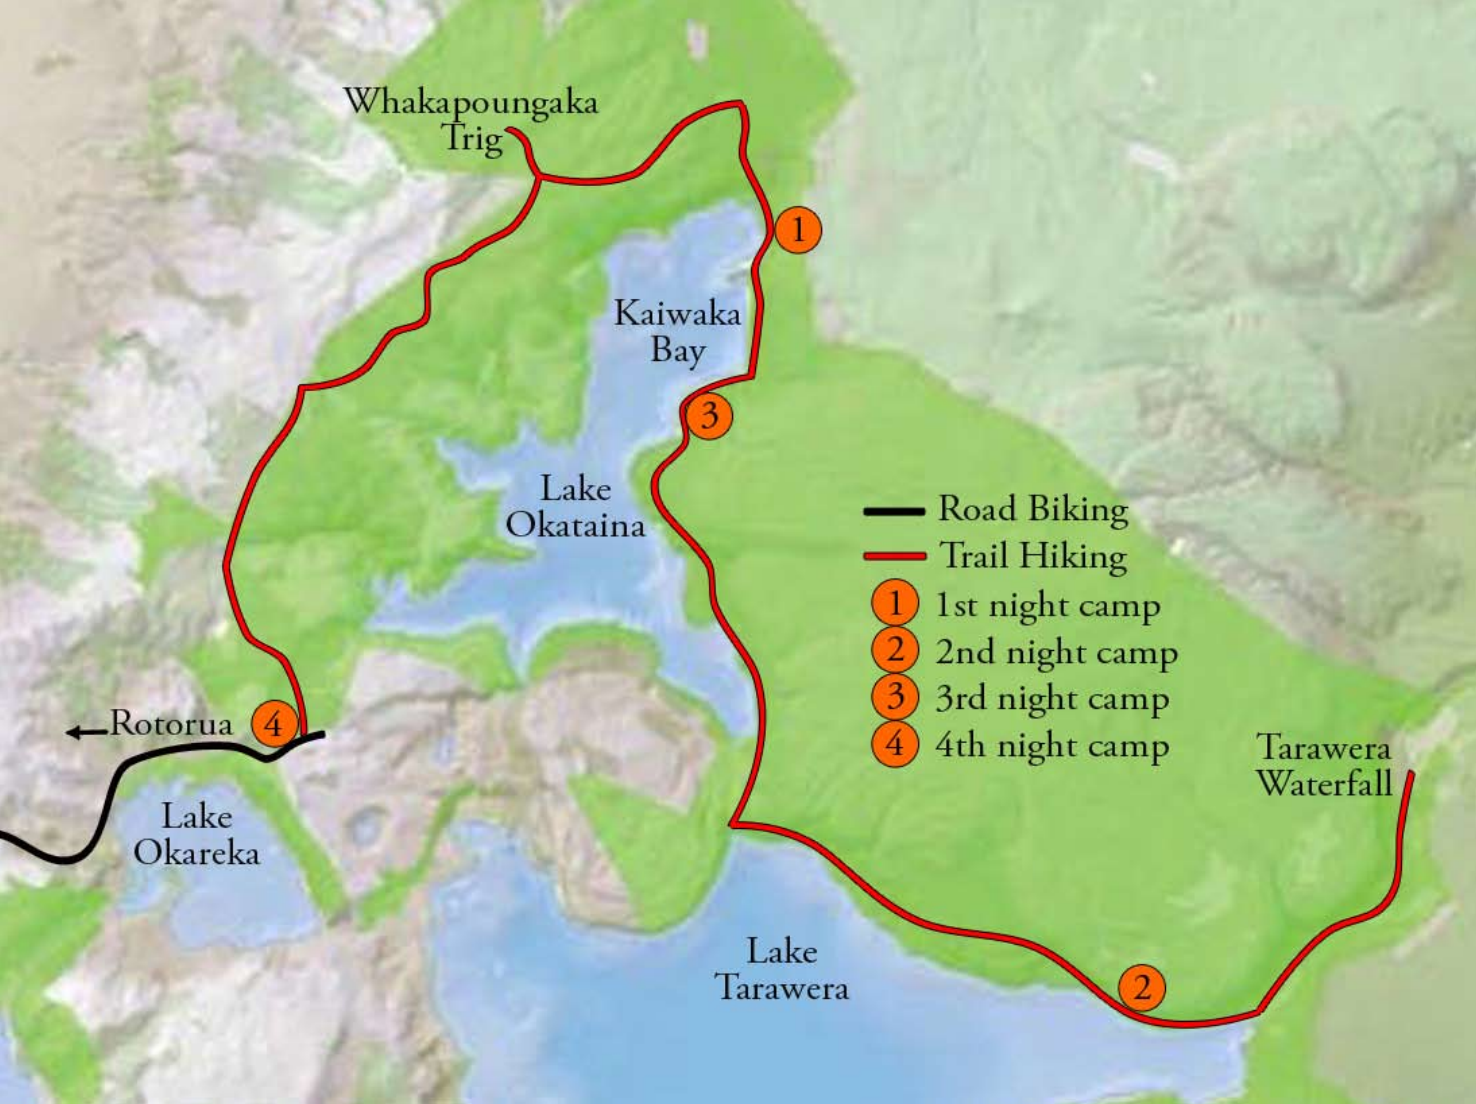 Whakapoungaka
Trig
1
Kaiwaka
Bay
3
Lake
Okataina
Road Biking
Trail Hiking
1 1st night camp
2 2nd night camp
3 3rd night camp
4 4th night camp
Rotorua
4
Tarawera
Waterfall
Lake
Okareka
Lake
Tarawera
2